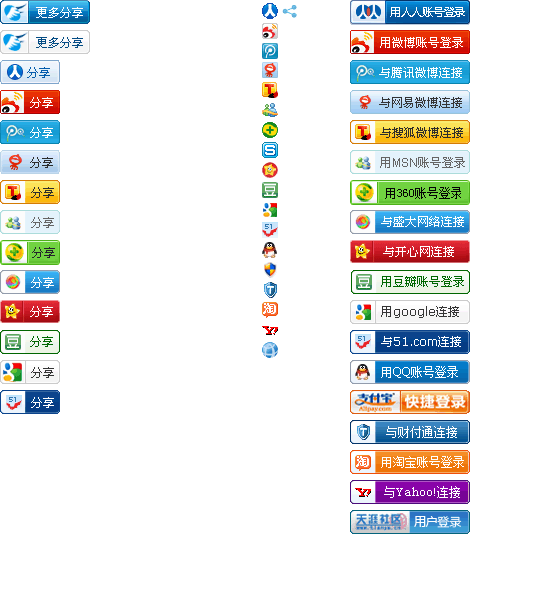 更多分享
更多分享
分享
分享
分享
分享
分享
分享
分享
分享
分享
豆 分享
分享
51 分享
豆
51
淘
用人人账号登录
用微博账号登录
与腾讯微博连接
与网易微博连接
与搜狐微博连接
用MSN账号登录
用360账号登录
与盛大网络连接
与开心网连接
豆 用豆瓣账号登录
用google连接
51 与51.com连接
用QQ账号登录
支付宝 快捷登录
Alipay.com
与财付通连接
淘 用淘宝账号登录
Y! 与Yahoo!连接
天涯社区 用户登录
www.tianya.cn